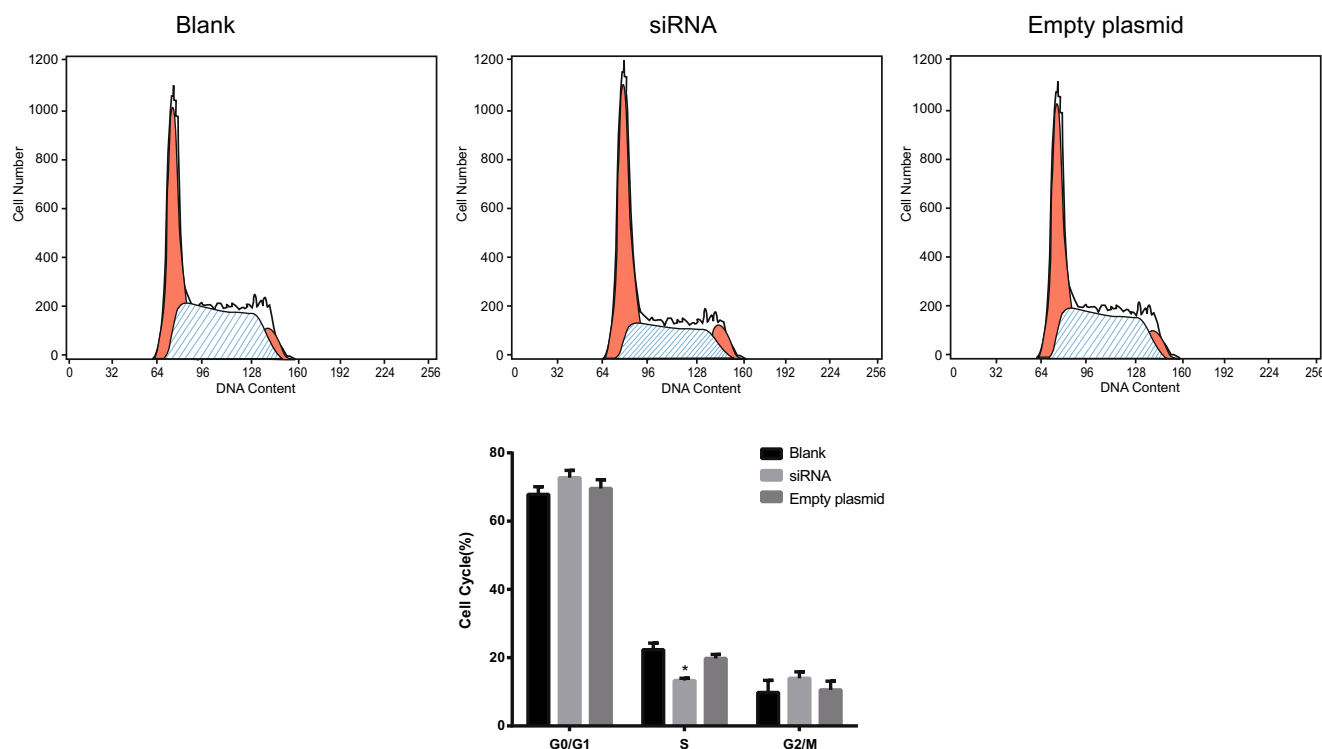 Blank
siRNA
Empty plasmid
Cell Number
1200
1000
800
600
400
200
0
0 32 64 96 128 160 192 224 256
DNA Content
Cell Number
1200
1000
800
600
400
200
0
0 32 64 96 128 160 192 224 256
DNA Content
Cell Number
1200
1000
800
600
400
200
0
0 32 64 96 128 160 192 224 256
DNA Content
Cell Cycle(%)
80
60
40
20
0
*
G0/G1 S G2/M
Blank
siRNA
Empty plasmid